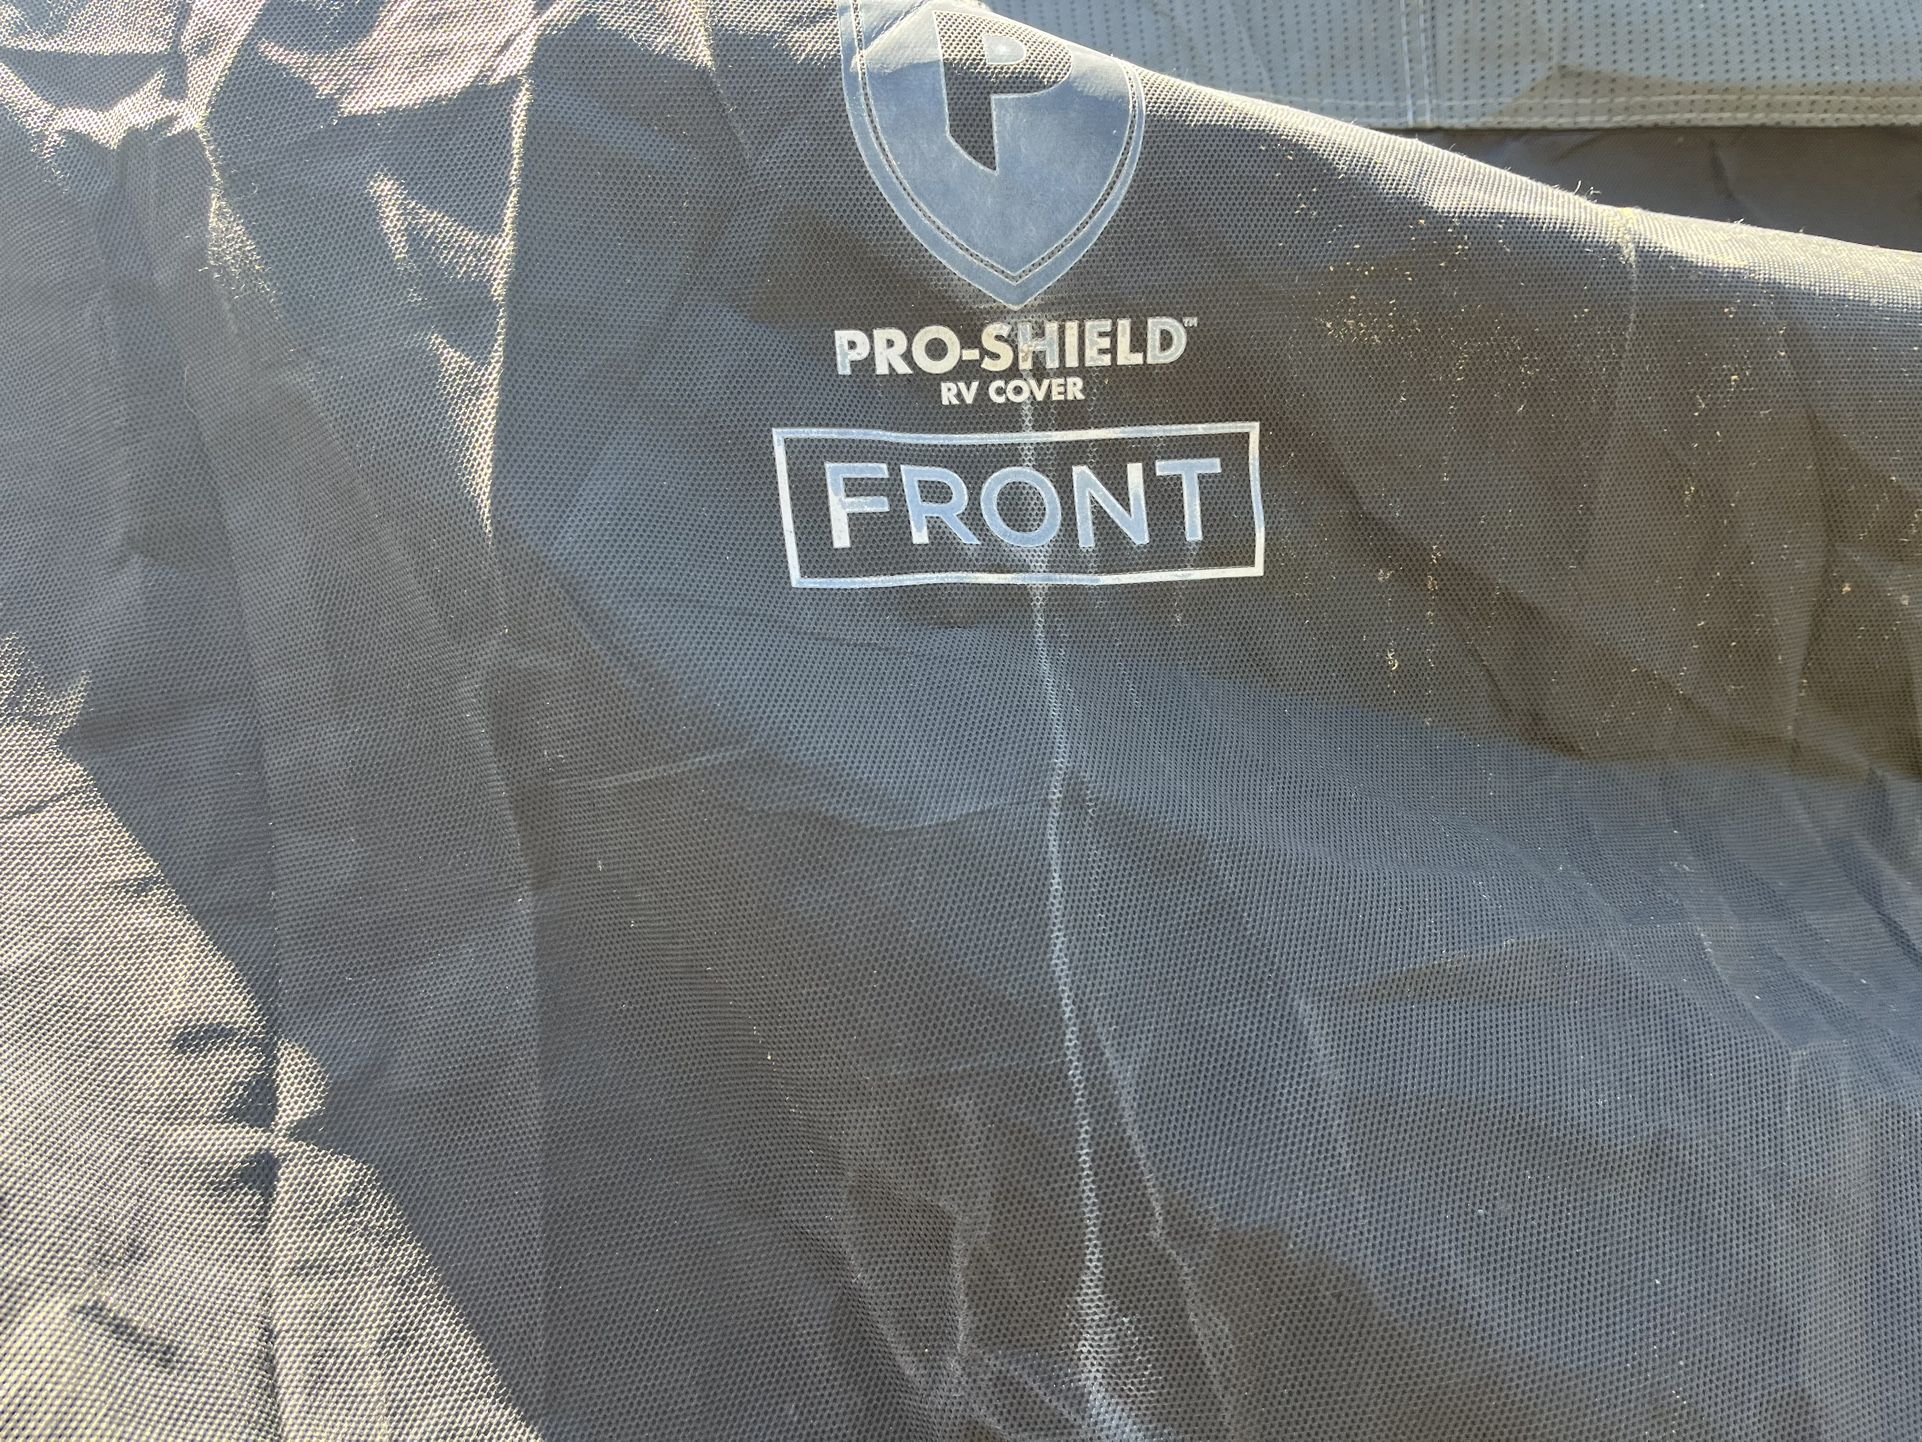 P
PRO-SHIELD™
RV COVER
FRONT